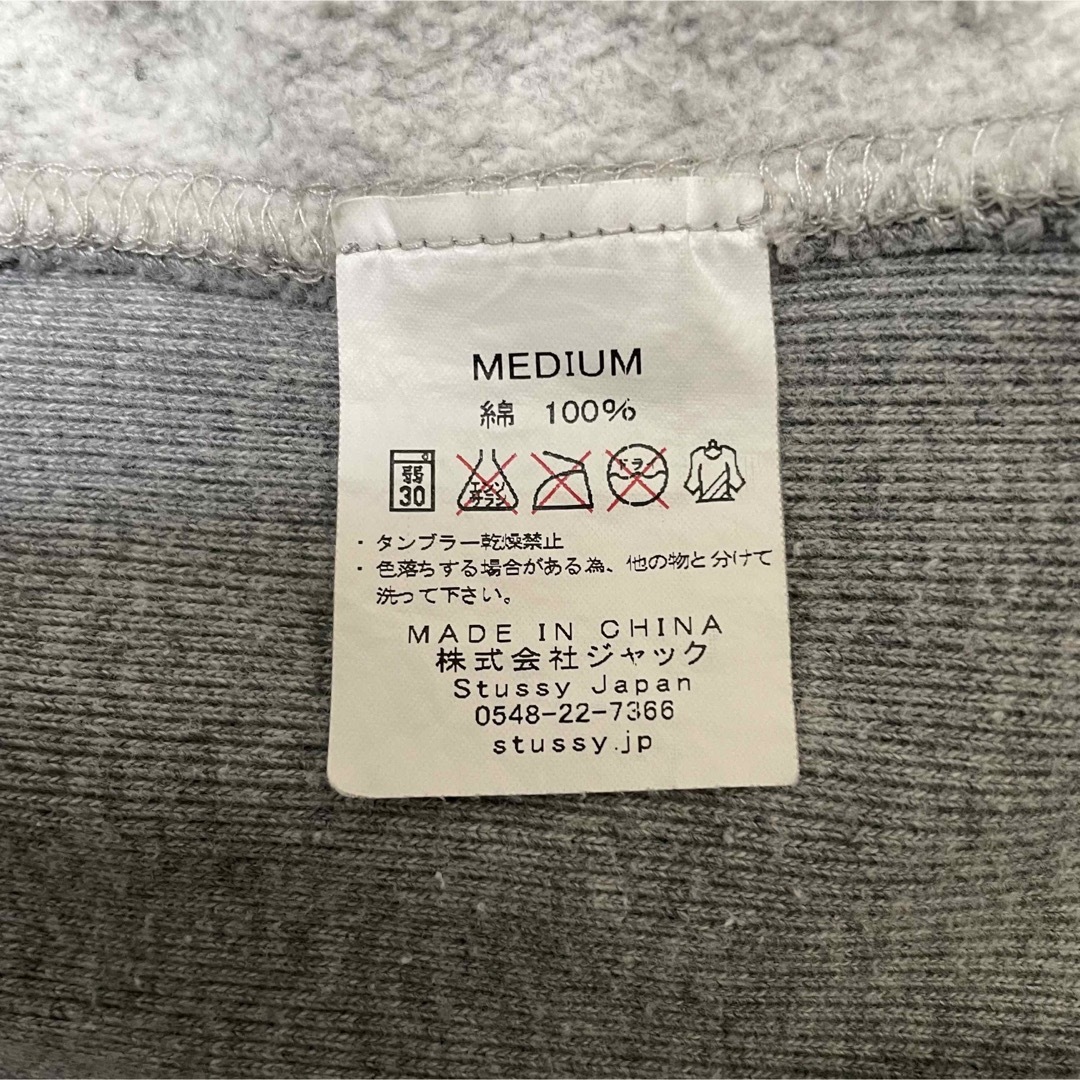 MEDIUM
綿 100%
弱
30
エンソ
サラシ
ドライ
・タンブラー乾燥禁止
・色落ちする場合がある為、他の物と分けて
洗って下さい。
MADE IN CHINA
株式会社ジャック
Stussy Japan
0548-22-7366
stussy.jp